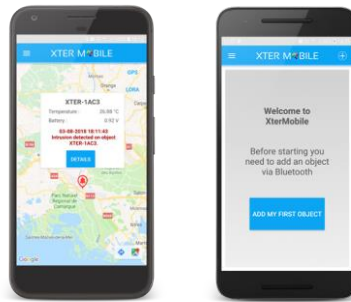 XTER MOBILE
GPS
LORA
XTER-1AC3
Temperature :
Battery :
0.92 V
03-08-2018 18:11:43
Intrusion detected on object
XTER-1AC3.
DETAILS
Parc Naturel
Régional de
Camargue
Google
XTER MOBILE
Welcome to
XterMobile
Before starting you
need to add an object
via Bluetooth
ADD MY FIRST OBJECT